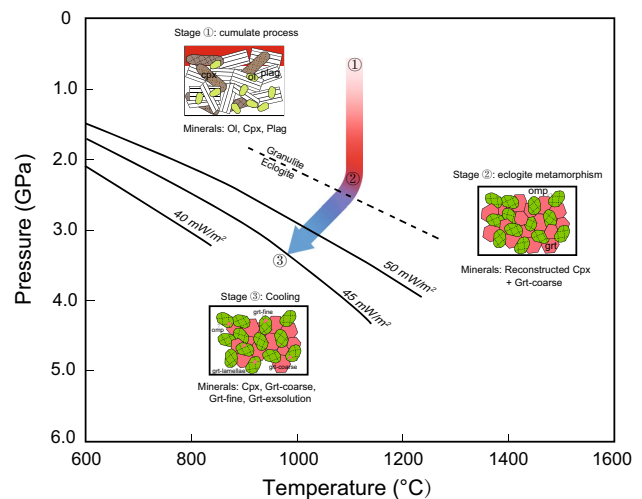 0
1.0
2.0
3.0
4.0
5.0
6.0
Pressure (GPa)
600
800
1000
1200
1400
1600
Temperature (°C)
Stage ①: cumulate process
cpx
ol
plag
Minerals: Ol, Cpx, Plag
①
Granulite
Eclogite
②
Stage ②: eclogite metamorphism
omp
grt
Minerals: Reconstructed Cpx
+ Grt-coarse
40 mW/m²
50 mW/m²
45 mW/m²
③
Stage ③: Cooling
grt-fine
omp
grt-lamellae
grt-coarse
Minerals: Cpx, Grt-coarse,
Grt-fine, Grt-exsolution